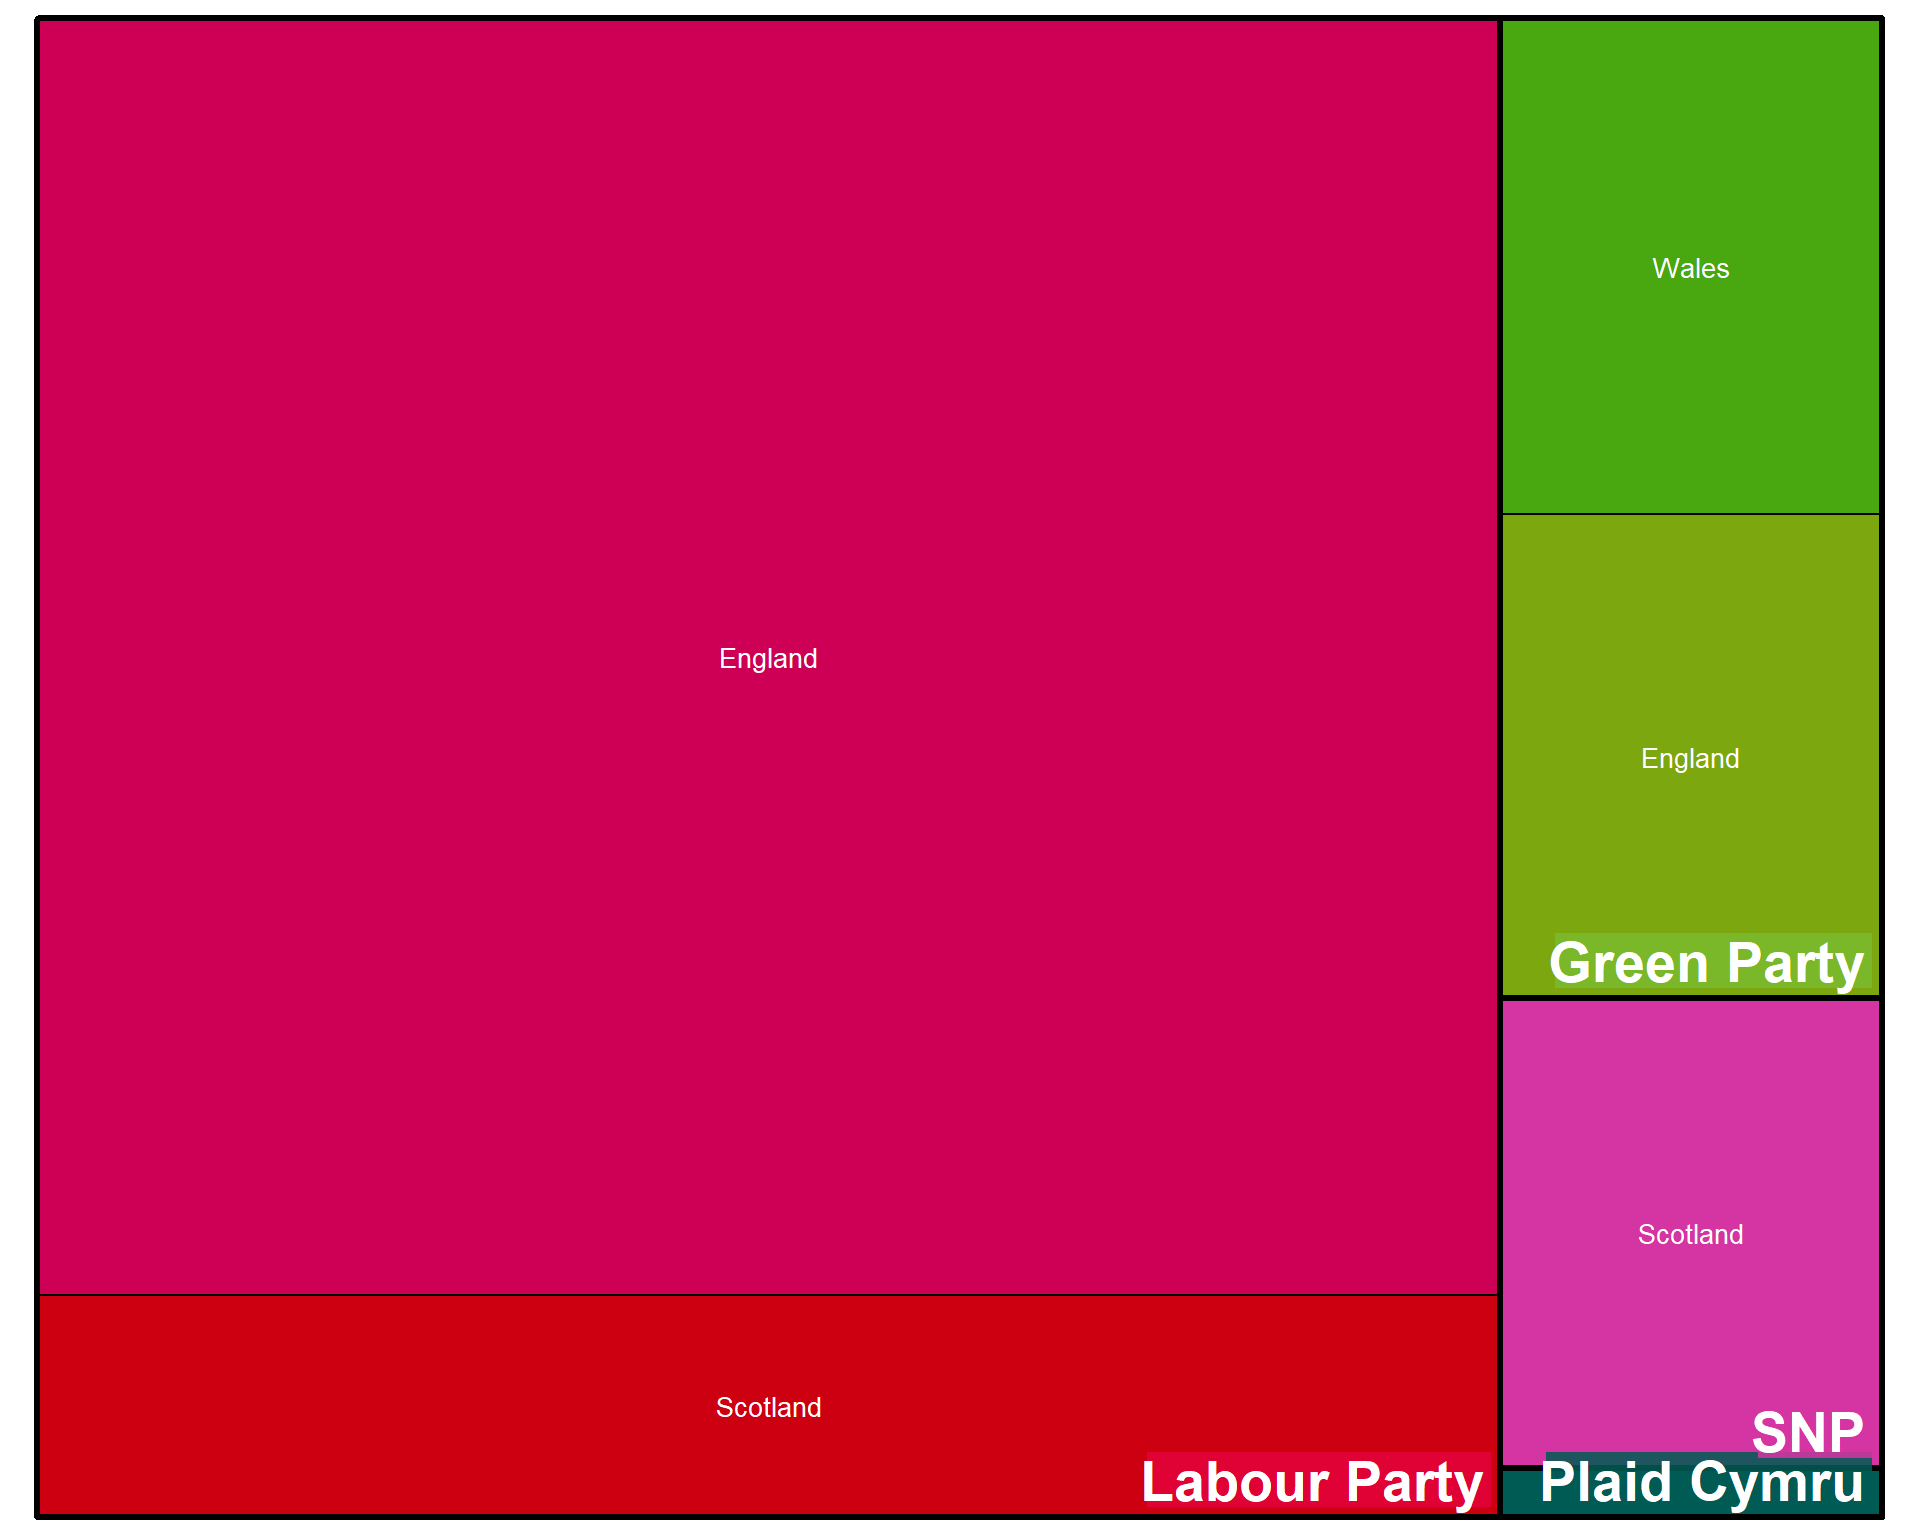 England
Scotland
Labour Party
Wales
England
Green Party
Scotland
SNP
Plaid Cymru